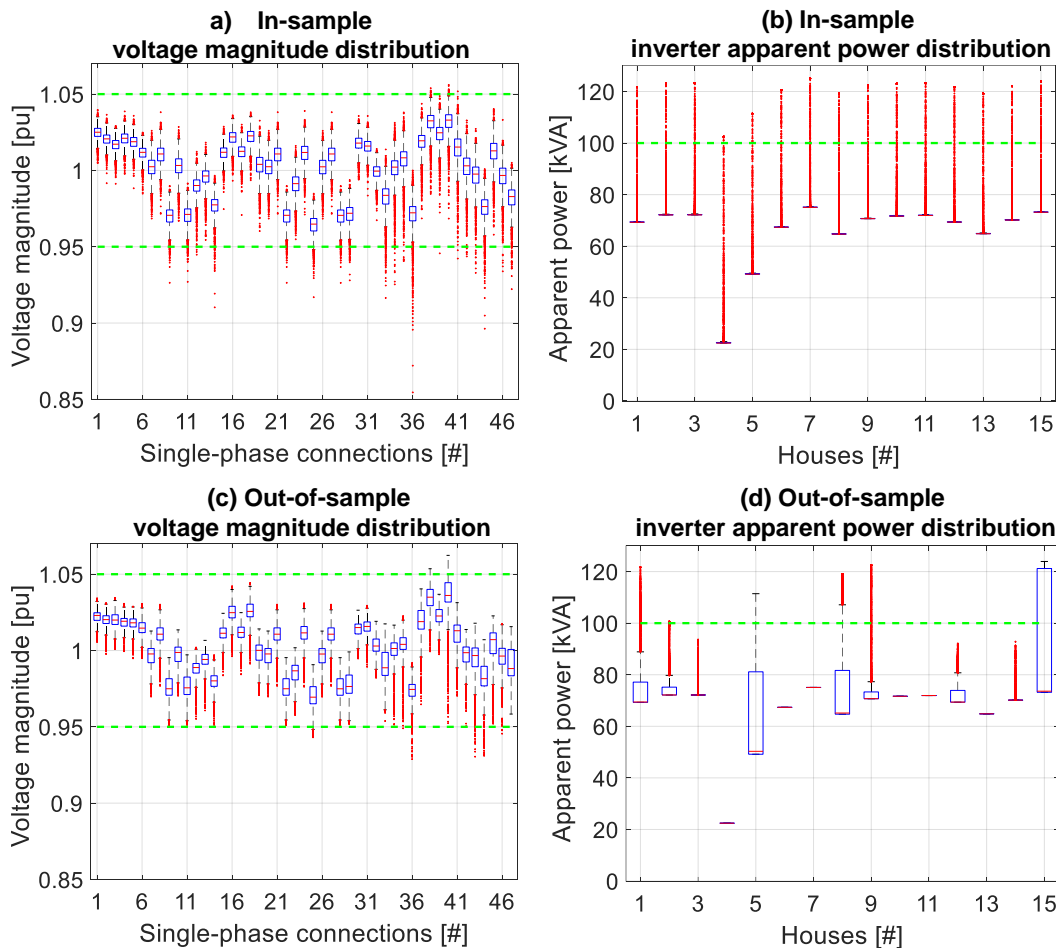 a) In-sample
voltage magnitude distribution
1.05
1
0.95
0.9
0.85
Voltage magnitude [pu]
1 6 11 16 21 26 31 36 41 46
Single-phase connections [#]
(b) In-sample
inverter apparent power distribution
120
100
80
60
40
20
0
Apparent power [kVA]
1 3 5 7 9 11 13 15
Houses [#]
(c) Out-of-sample
voltage magnitude distribution
1.05
1
0.95
0.9
0.85
Voltage magnitude [pu]
1 6 11 16 21 26 31 36 41 46
Single-phase connections [#]
(d) Out-of-sample
inverter apparent power distribution
120
100
80
60
40
20
0
Apparent power [kVA]
1 3 5 7 9 11 13 15
Houses [#]